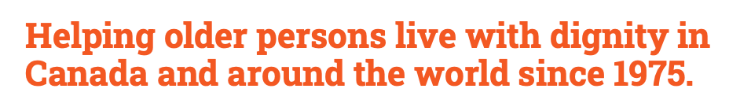 Helping older persons live with dignity in
Canada and around the world since 1975.